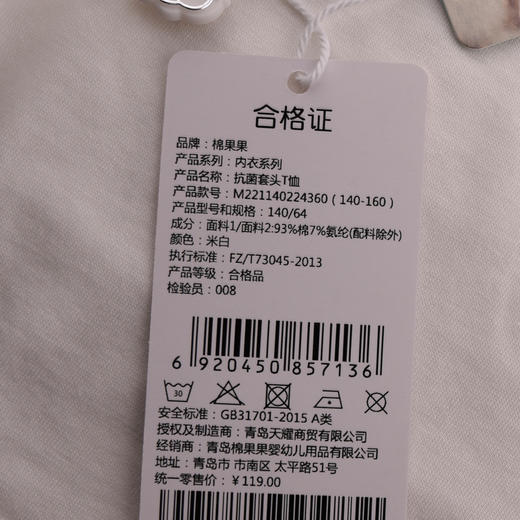 合格证
品牌：棉果果
产品系列：内衣系列
产品名称：抗菌套头T恤
产品款号：M221140224360（140-160）
产品型号和规格：140/64
成分：面料1/面料2:93%棉7%氨纶(配料除外)
颜色：米白
执行标准：FZ/T73045-2013
产品等级：合格品
检验员：008
6 920450 857136
30
安全标准：GB31701-2015 A类
授权及制造商：青岛天耀商贸有限公司
经销商：青岛棉果果婴幼儿用品有限公司
地址：青岛市 市南区 太平路51号
统一零售价：￥119.00